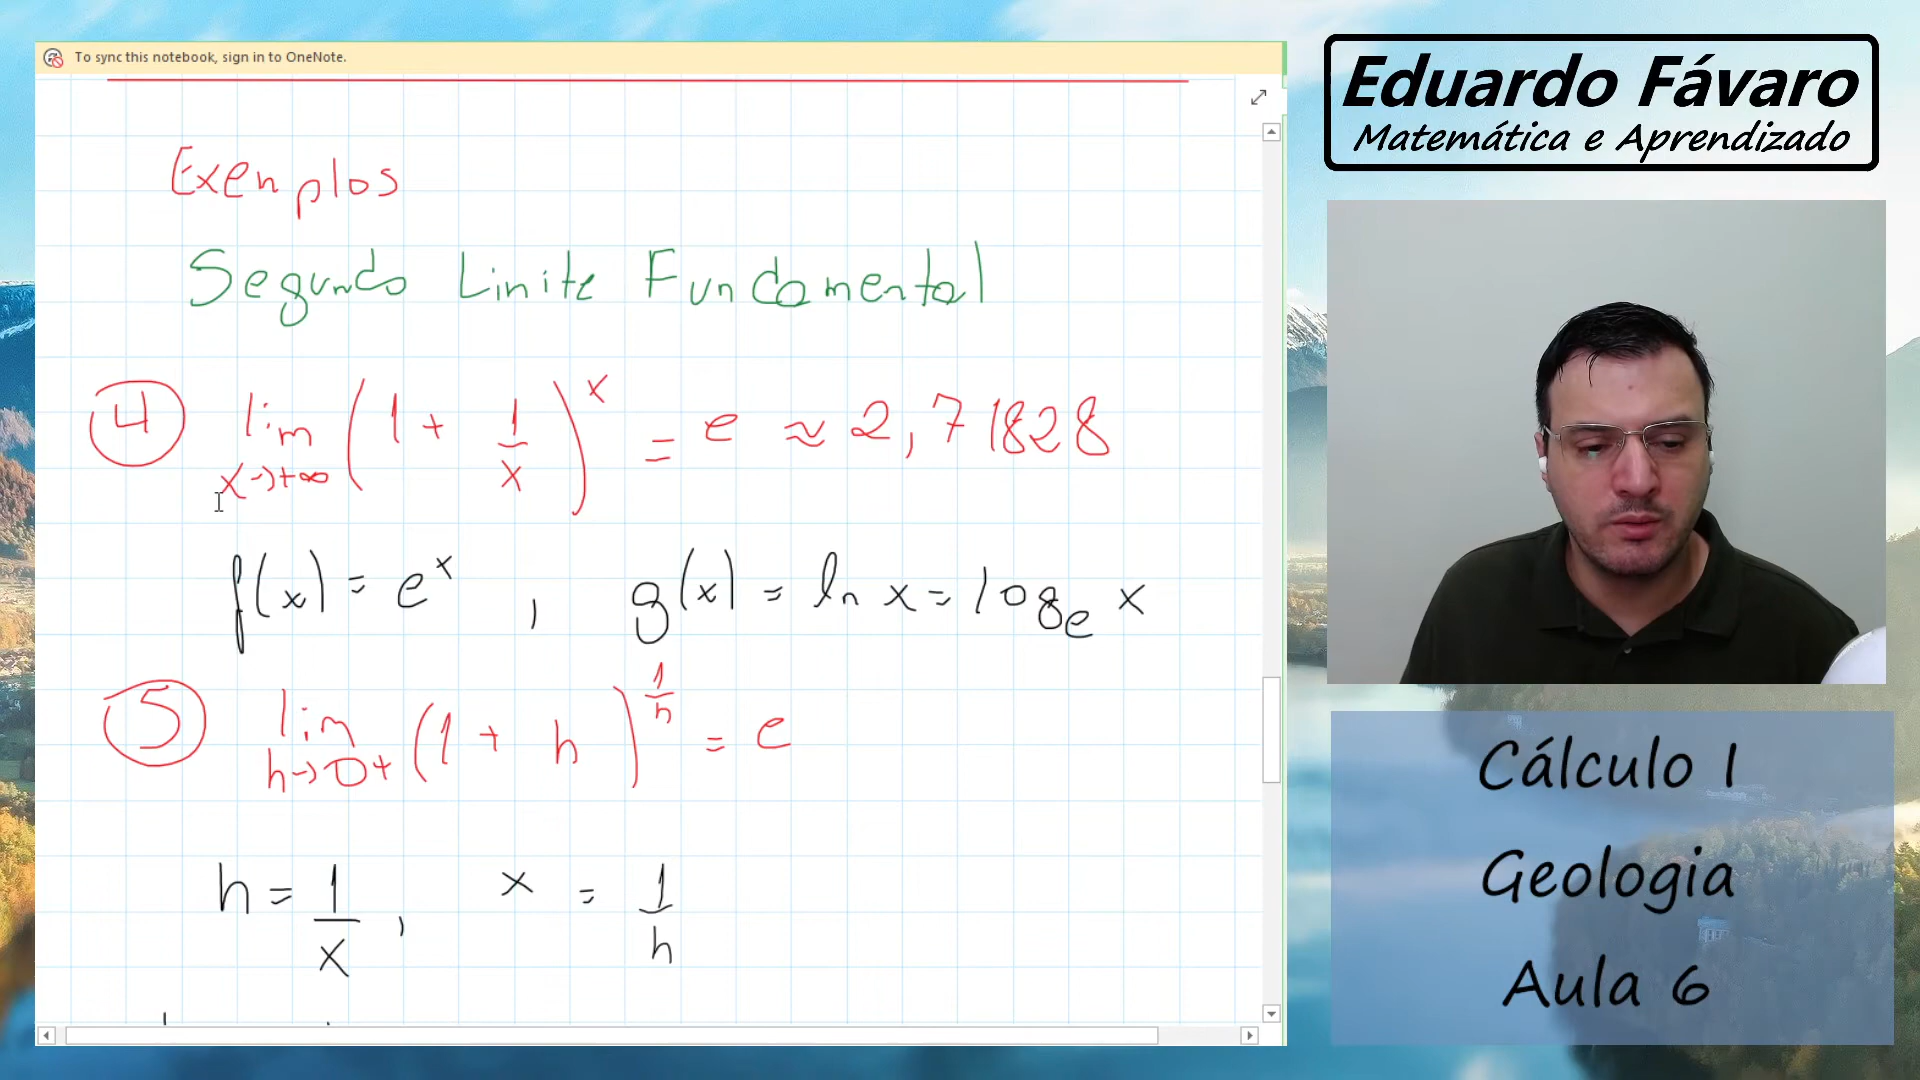 To sync this notebook, sign in to OneNote.
Exemplos
Segundo Limite Fundamental
④ lim x→+∞ (1 + 1/x)^x = e ≈ 2,71828
f(x) = e^x , g(x) = ln x = log_e x
⑤ lim h→0+ (1 + h)^(1/h) = e
h = 1/x , x = 1/h
Eduardo Fávaro
Matemática e Aprendizado
Cálculo I
Geologia
Aula 6